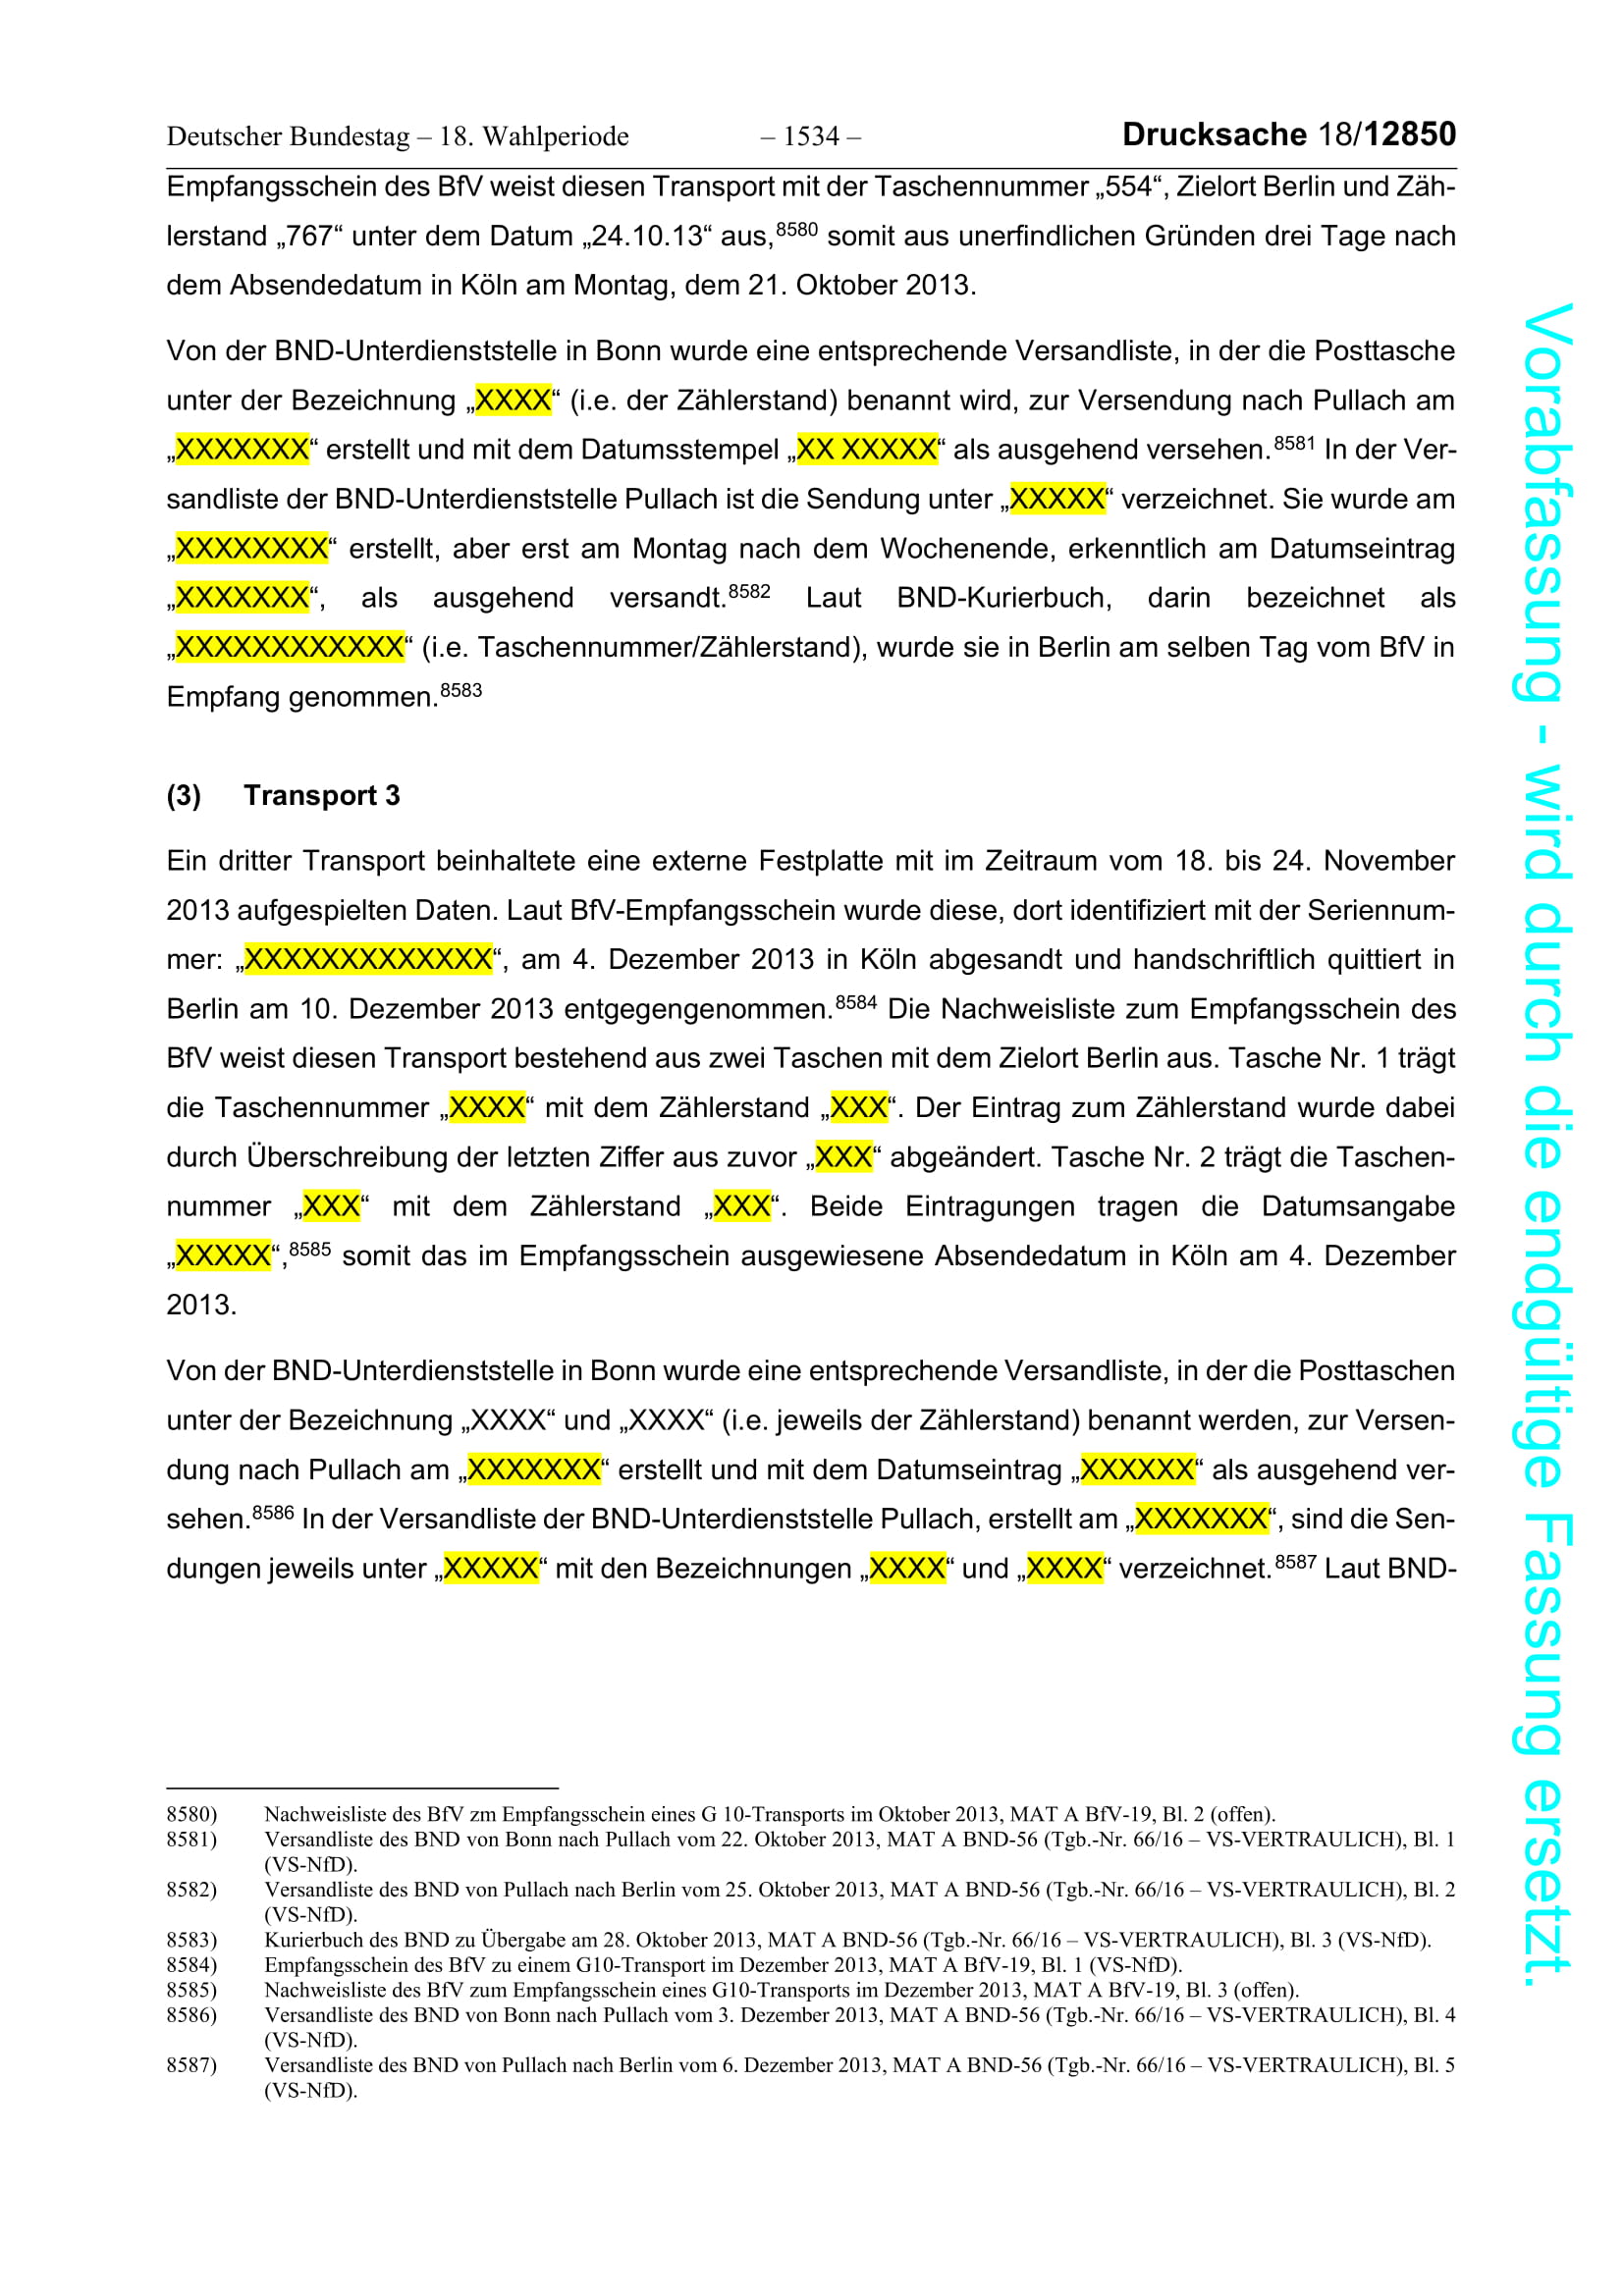 Deutscher Bundestag – 18. Wahlperiode – 1534 – Drucksache 18/12850
Empfangsschein des BfV weist diesen Transport mit der Taschennummer „554“, Zielort Berlin und Zäh-
lerstand „767“ unter dem Datum „24.10.13“ aus,8580 somit aus unerfindlichen Gründen drei Tage nach
dem Absendedatum in Köln am Montag, dem 21. Oktober 2013.
Von der BND-Unterdienststelle in Bonn wurde eine entsprechende Versandliste, in der die Posttasche
unter der Bezeichnung „XXXX“ (i.e. der Zählerstand) benannt wird, zur Versendung nach Pullach am
„XXXXXXX“ erstellt und mit dem Datumsstempel „XX XXXXX“ als ausgehend versehen.8581 In der Ver-
sandliste der BND-Unterdienststelle Pullach ist die Sendung unter „XXXXX“ verzeichnet. Sie wurde am
„XXXXXXXX“ erstellt, aber erst am Montag nach dem Wochenende, erkenntlich am Datumseintrag
„XXXXXXX“, als ausgehend versandt.8582 Laut BND-Kurierbuch, darin bezeichnet als
„XXXXXXXXXXXX“ (i.e. Taschennummer/Zählerstand), wurde sie in Berlin am selben Tag vom BfV in
Empfang genommen.8583
(3) Transport 3
Ein dritter Transport beinhaltete eine externe Festplatte mit im Zeitraum vom 18. bis 24. November
2013 aufgespielten Daten. Laut BfV-Empfangsschein wurde diese, dort identifiziert mit der Seriennum-
mer: „XXXXXXXXXXXXX“, am 4. Dezember 2013 in Köln abgesandt und handschriftlich quittiert in
Berlin am 10. Dezember 2013 entgegengenommen.8584 Die Nachweisliste zum Empfangsschein des
BfV weist diesen Transport bestehend aus zwei Taschen mit dem Zielort Berlin aus. Tasche Nr. 1 trägt
die Taschennummer „XXXX“ mit dem Zählerstand „XXX“. Der Eintrag zum Zählerstand wurde dabei
durch Überschreibung der letzten Ziffer aus zuvor „XXX“ abgeändert. Tasche Nr. 2 trägt die Taschen-
nummer „XXX“ mit dem Zählerstand „XXX“. Beide Eintragungen tragen die Datumsangabe
„XXXXX“,8585 somit das im Empfangsschein ausgewiesene Absendedatum in Köln am 4. Dezember
2013.
Von der BND-Unterdienststelle in Bonn wurde eine entsprechende Versandliste, in der die Posttaschen
unter der Bezeichnung „XXXX“ und „XXXX“ (i.e. jeweils der Zählerstand) benannt werden, zur Versen-
dung nach Pullach am „XXXXXXX“ erstellt und mit dem Datumseintrag „XXXXXX“ als ausgehend ver-
sehen.8586 In der Versandliste der BND-Unterdienststelle Pullach, erstellt am „XXXXXXX“, sind die Sen-
dungen jeweils unter „XXXXX“ mit den Bezeichnungen „XXXX“ und „XXXX“ verzeichnet.8587 Laut BND-
8580) Nachweisliste des BfV zm Empfangsschein eines G 10-Transports im Oktober 2013, MAT A BfV-19, Bl. 2 (offen).
8581) Versandliste des BND von Bonn nach Pullach vom 22. Oktober 2013, MAT A BND-56 (Tgb.-Nr. 66/16 – VS-VERTRAULICH), Bl. 1
(VS-NfD).
8582) Versandliste des BND von Pullach nach Berlin vom 25. Oktober 2013, MAT A BND-56 (Tgb.-Nr. 66/16 – VS-VERTRAULICH), Bl. 2
(VS-NfD).
8583) Kurierbuch des BND zu Übergabe am 28. Oktober 2013, MAT A BND-56 (Tgb.-Nr. 66/16 – VS-VERTRAULICH), Bl. 3 (VS-NfD).
8584) Empfangsschein des BfV zu einem G10-Transport im Dezember 2013, MAT A BfV-19, Bl. 1 (VS-NfD).
8585) Nachweisliste des BfV zum Empfangsschein eines G10-Transports im Dezember 2013, MAT A BfV-19, Bl. 3 (offen).
8586) Versandliste des BND von Bonn nach Pullach vom 3. Dezember 2013, MAT A BND-56 (Tgb.-Nr. 66/16 – VS-VERTRAULICH), Bl. 4
(VS-NfD).
8587) Versandliste des BND von Pullach nach Berlin vom 6. Dezember 2013, MAT A BND-56 (Tgb.-Nr. 66/16 – VS-VERTRAULICH), Bl. 5
(VS-NfD).
Vorabfassung - wird durch die endgültige Fassung ersetzt.